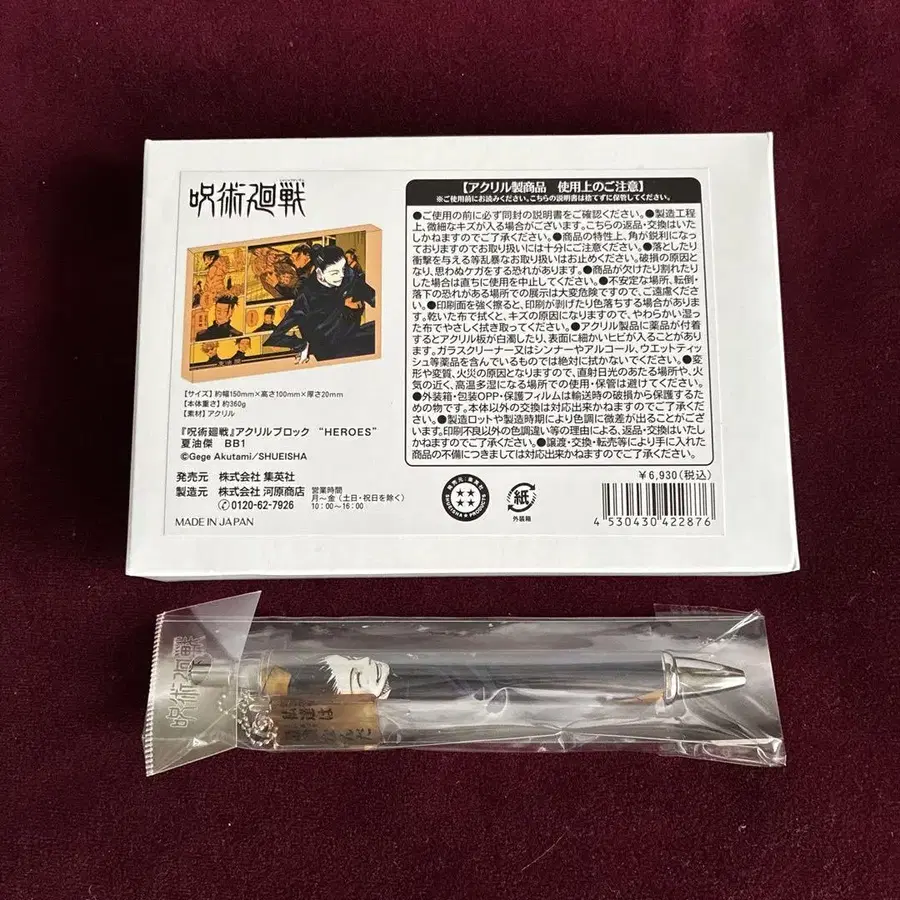 呪術廻戦
【サイズ】約幅150mm×高さ100mm×厚さ20mm
【本体重さ】約360g
【素材】アクリル
『呪術廻戦』アクリルブロック “HEROES”
夏油傑 BB1
©Gege Akutami/SHUEISHA
発売元 株式会社 集英社
製造元 株式会社 河原商店
営業時間
月〜金(土日・祝日を除く)
10:00〜16:00
0120-62-7926
MADE IN JAPAN
【アクリル製商品 使用上のご注意】
※ご使用前にお読みください。こちらの説明書は捨てずに保管してください。
●ご使用の前に必ず同封の説明書をご確認ください。●製造工程
上、微細なキズが入る場合がございます。こちらの返品・交換はいた
しかねますのでご了承ください。●商品の特性上、角が鋭利になっ
ておりますのでお取り扱いには十分にご注意ください。●落としたり
衝撃を与える等乱暴なお取り扱いはお止めください。破損の原因と
なり、思わぬケガをする恐れがあります。●商品が欠けたり割れたり
した場合は直ちに使用を中止してください。●不安定な場所、転倒・
落下の恐れがある場所での展示は大変危険ですので、ご遠慮くださ
い。●印刷面を強く擦ると、印刷が剥げたり色落ちする場合がありま
す。乾いた布で拭くと、キズの原因になりますので、やわらかい湿っ
た布でやさしく拭き取ってください。●アクリル製品に薬品が付着
するとアクリル板が白濁したり、表面に細かいヒビが入ることがあり
ます。ガラスクリーナー又はシンナーやアルコール、ウエットティッ
シュ等薬品を含んでいるものでは絶対に拭かないでください。●変
形や変質、火災の原因となりますので、直射日光のあたる場所や、火
気の近く、高温多湿になる場所での使用・保管は避けてください。
●外装箱・包装OPP・保護フィルムは輸送時の破損から保護するた
めの物です。本体以外の交換は対応出来かねますのでご了承くださ
い。●製造ロットや製造時期により色調に微差が出ることがござい
ます。印刷不良以外の色調違い等の理由による、返品・交換はいたし
かねますのでご了承ください。●譲渡・交換・転売等により手に入れた
商品の不備につきましては対応出来かねますのでご了承ください。
¥6,930(税込)
発売元:集英社
SHUEISHA PRODUCTS
紙
外装箱
4 530430 422876
呪術廻戦
私達は